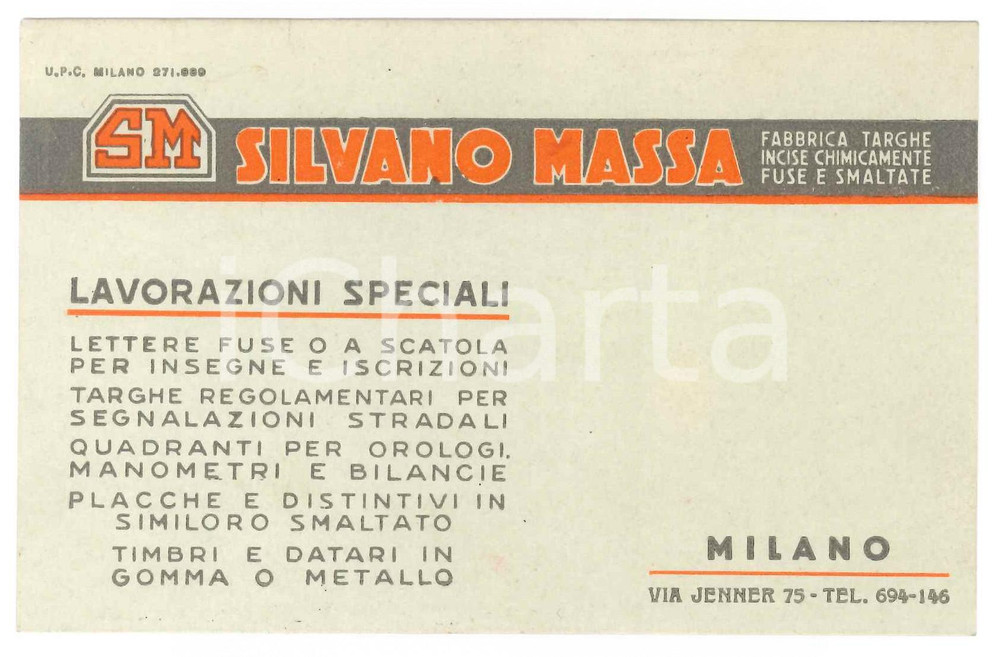 U.P.C. MILANO 271.689
SM
SILVANO MASSA
FABBRICA TARGHE
INCISE CHIMICAMENTE
FUSE E SMALTATE
LAVORAZIONI SPECIALI
LETTERE FUSE O A SCATOLA
PER INSEGNE E ISCRIZIONI
TARGHE REGOLAMENTARI PER
SEGNALAZIONI STRADALI
QUADRANTI PER OROLOGI,
MANOMETRI E BILANCIE
PLACCHE E DISTINTIVI IN
SIMILORO SMALTATO
TIMBRI E DATARI IN
GOMMA O METALLO
MILANO
VIA JENNER 75 - TEL. 694-146
iCharta